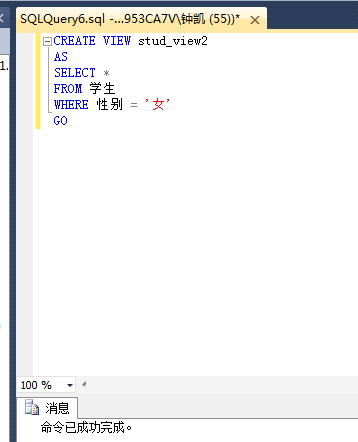 SQLQuery6.sql -...953CA7V\钟凯 (55))*
1.
CREATE VIEW stud_view2
AS
SELECT *
FROM 学生
WHERE 性别 = '女'
GO
100 %
消息
命令已成功完成。